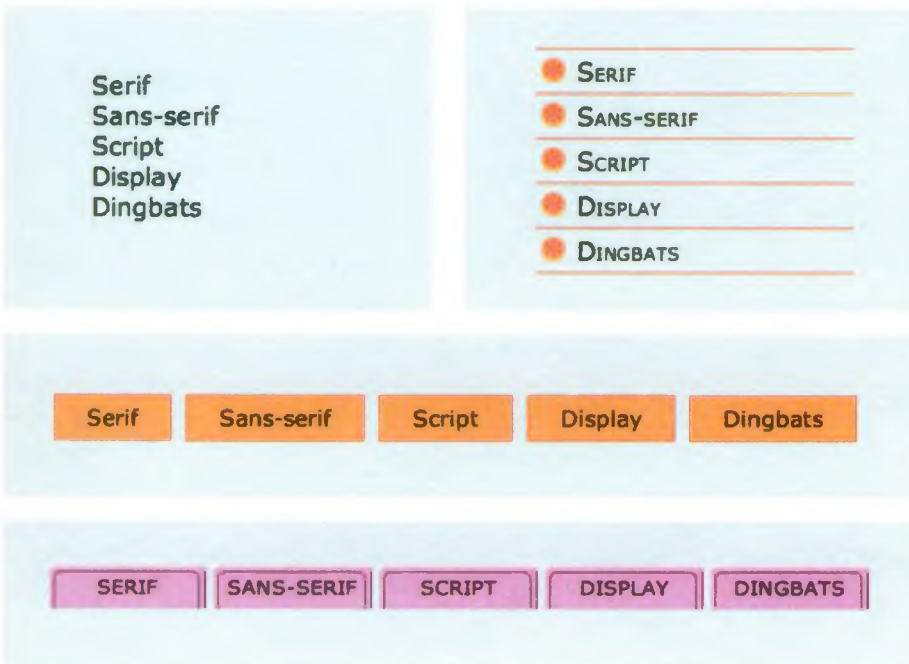 Serif
Sans-serif
Script
Display
Dingbats
SERIF
SANS-SERIF
SCRIPT
DISPLAY
DINGBATS
Serif Sans-serif Script Display Dingbats
SERIF SANS-SERIF SCRIPT DISPLAY DINGBATS